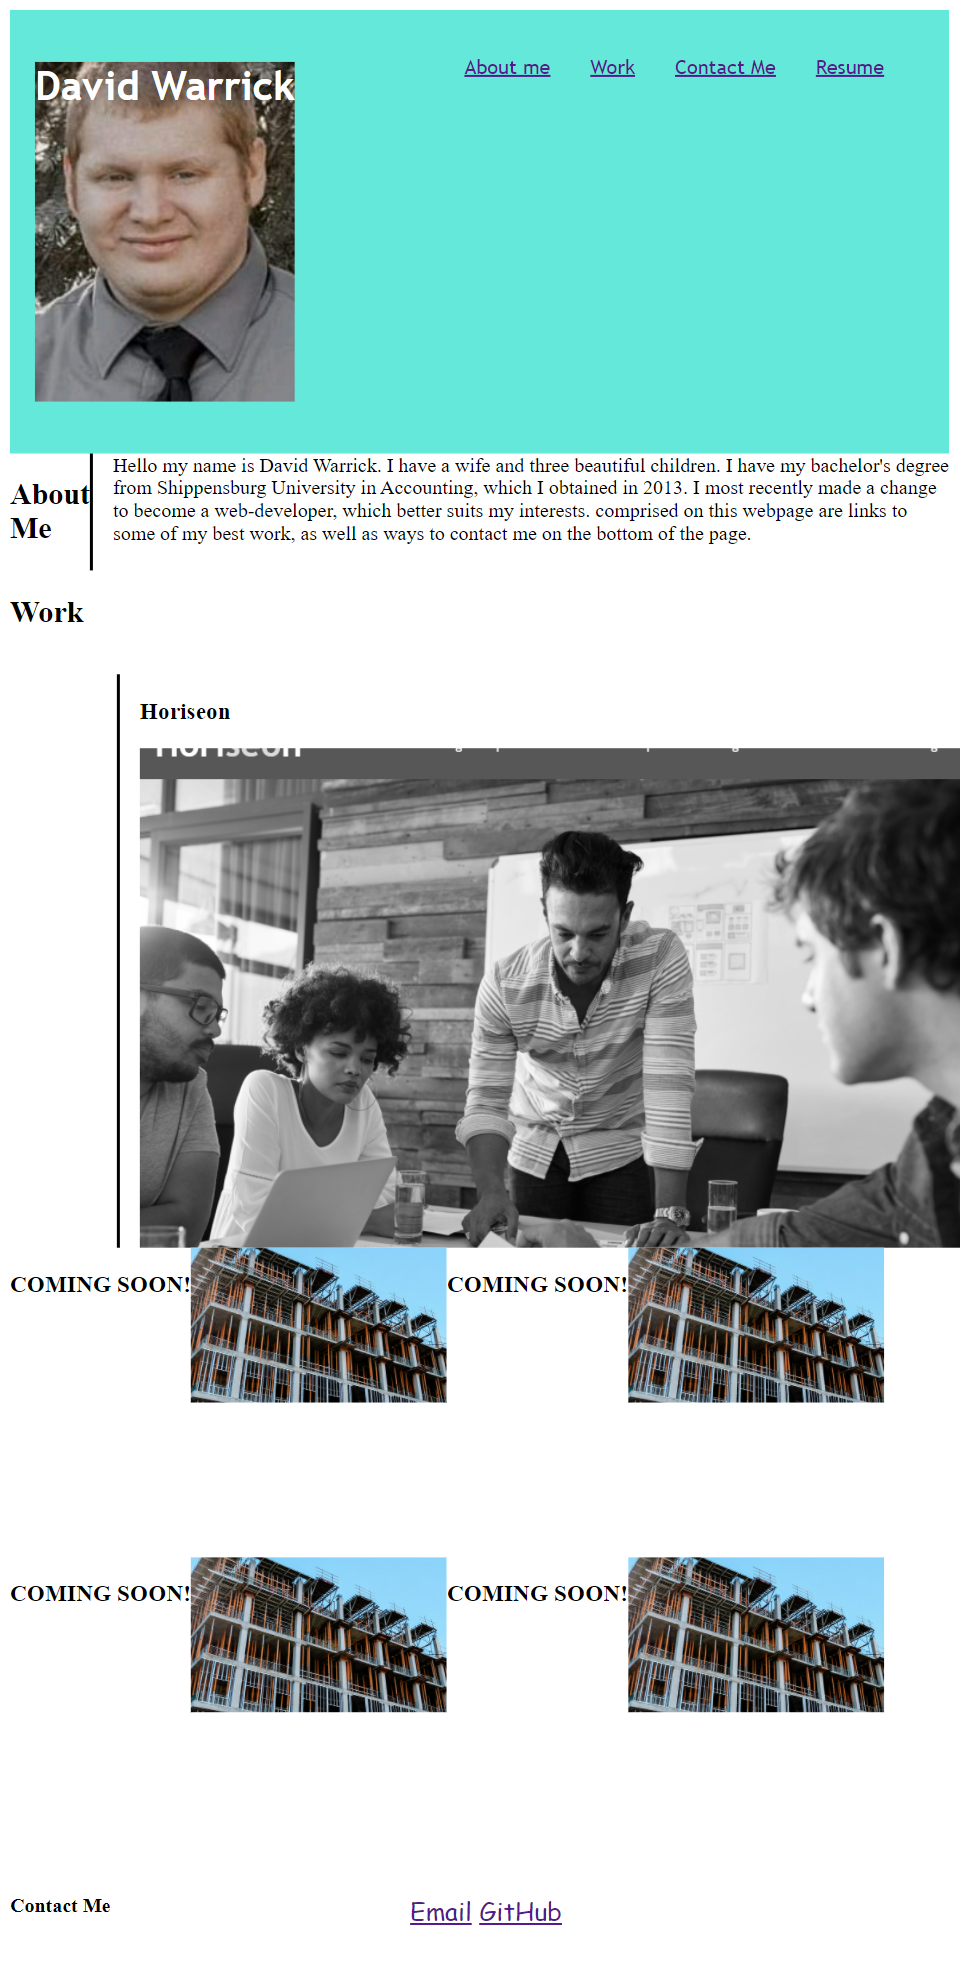 David Warrick
About me Work Contact Me Resume
About
Me
Hello my name is David Warrick. I have a wife and three beautiful children. I have my bachelor's degree
from Shippensburg University in Accounting, which I obtained in 2013. I most recently made a change
to become a web-developer, which better suits my interests. comprised on this webpage are links to
some of my best work, as well as ways to contact me on the bottom of the page.
Work
Horiseon
Horiseon
COMING SOON! COMING SOON!
COMING SOON! COMING SOON!
Contact Me
Email GitHub